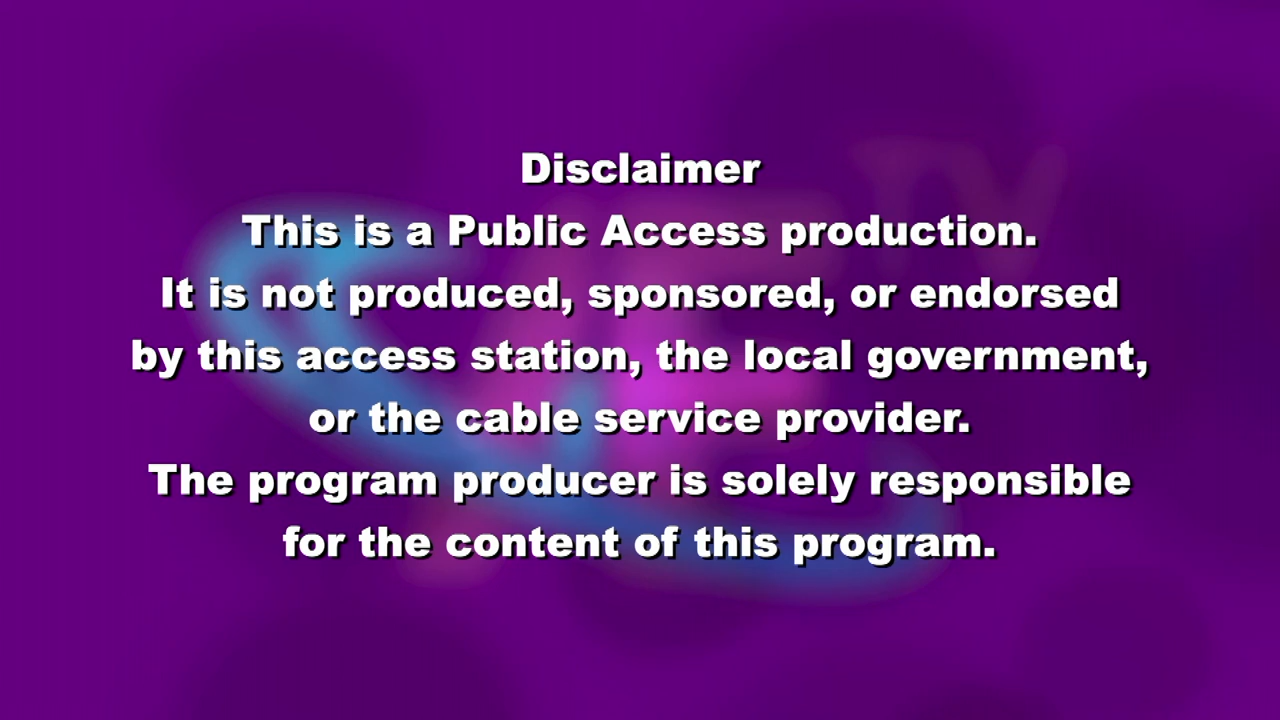 Disclaimer
This is a Public Access production.
It is not produced, sponsored, or endorsed
by this access station, the local government,
or the cable service provider.
The program producer is solely responsible
for the content of this program.